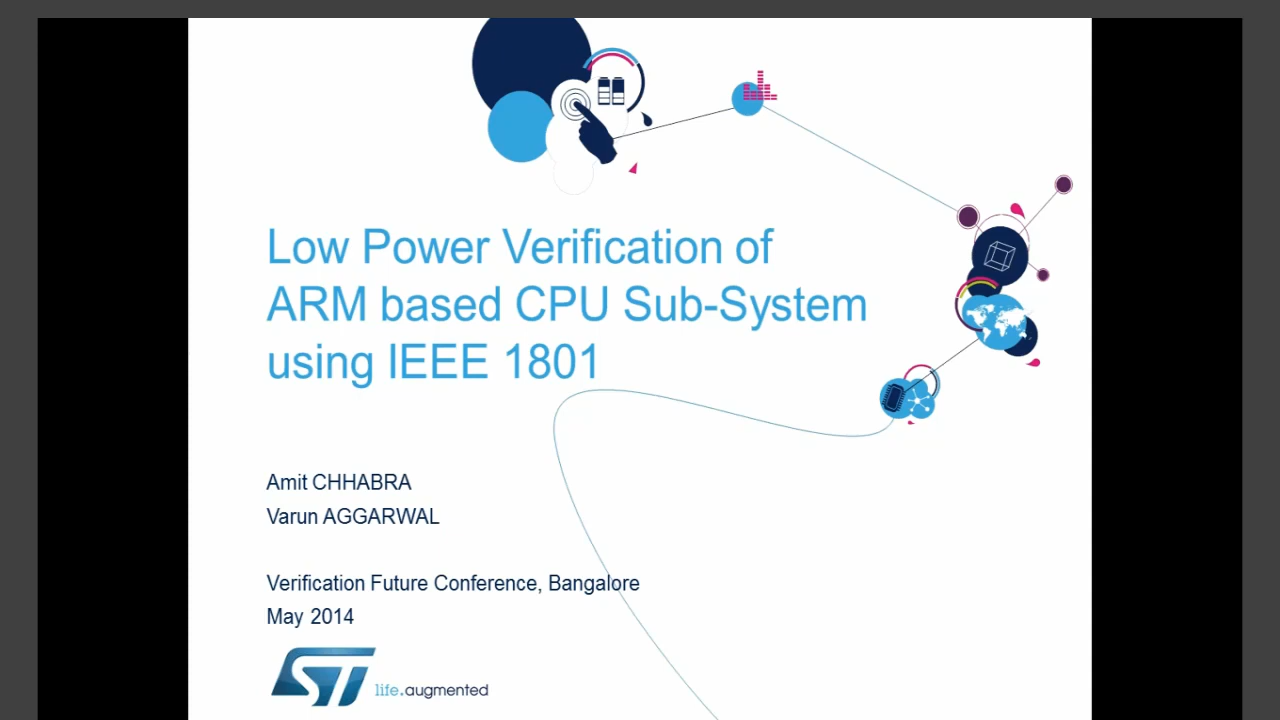 Low Power Verification of
ARM based CPU Sub-System
using IEEE 1801
Amit CHHABRA
Varun AGGARWAL
Verification Future Conference, Bangalore
May 2014
ST life.augmented